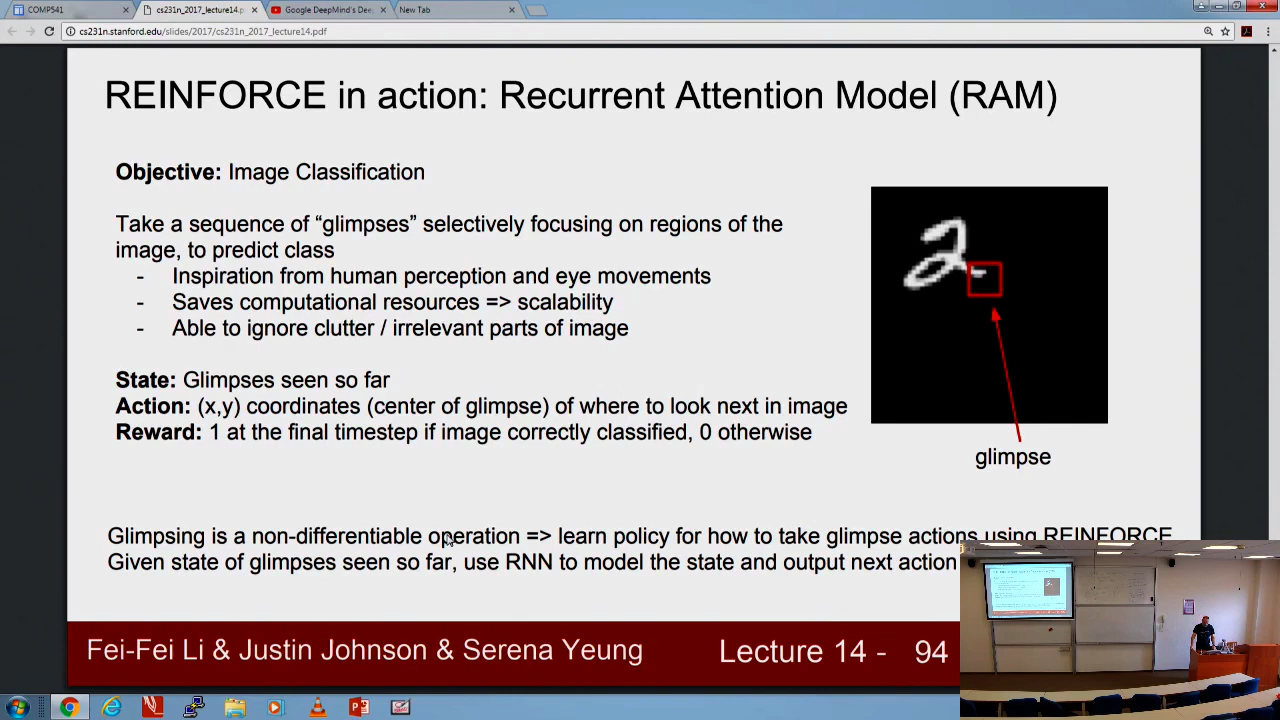 COMP541
cs231n_2017_lecture14.p
Google DeepMind's Dee
New Tab
cs231n.stanford.edu/slides/2017/cs231n_2017_lecture14.pdf
REINFORCE in action: Recurrent Attention Model (RAM)
Objective: Image Classification
Take a sequence of “glimpses” selectively focusing on regions of the
image, to predict class
- Inspiration from human perception and eye movements
- Saves computational resources => scalability
- Able to ignore clutter / irrelevant parts of image
State: Glimpses seen so far
Action: (x,y) coordinates (center of glimpse) of where to look next in image
Reward: 1 at the final timestep if image correctly classified, 0 otherwise
2
glimpse
Glimpsing is a non-differentiable operation => learn policy for how to take glimpse actions using REINFORCE
Given state of glimpses seen so far, use RNN to model the state and output next action
Fei-Fei Li & Justin Johnson & Serena Yeung
Lecture 14 - 94